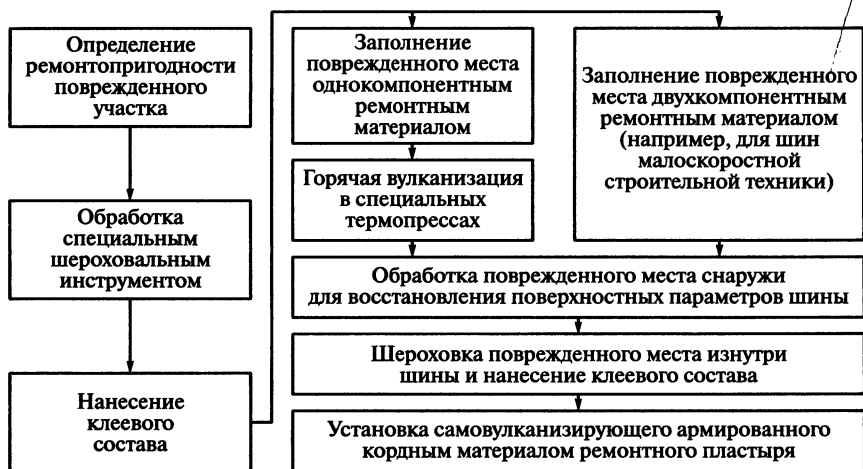 Определение
ремонтопригодности
поврежденного
участка
Обработка
специальным
шероховальным
инструментом
Нанесение
клеевого
состава
Заполнение
поврежденного места
однокомпонентным
ремонтным
материалом
Горячая вулканизация
в специальных
термопрессах
Заполнение поврежденного
места двухкомпонентным
ремонтным материалом
(например, для шин
малоскоростной
строительной техники)
Обработка поврежденного места снаружи
для восстановления поверхностных параметров шины
Шероховка поврежденного места изнутри
шины и нанесение клеевого состава
Установка самовулканизирующего армированного
кордным материалом ремонтного пластыря